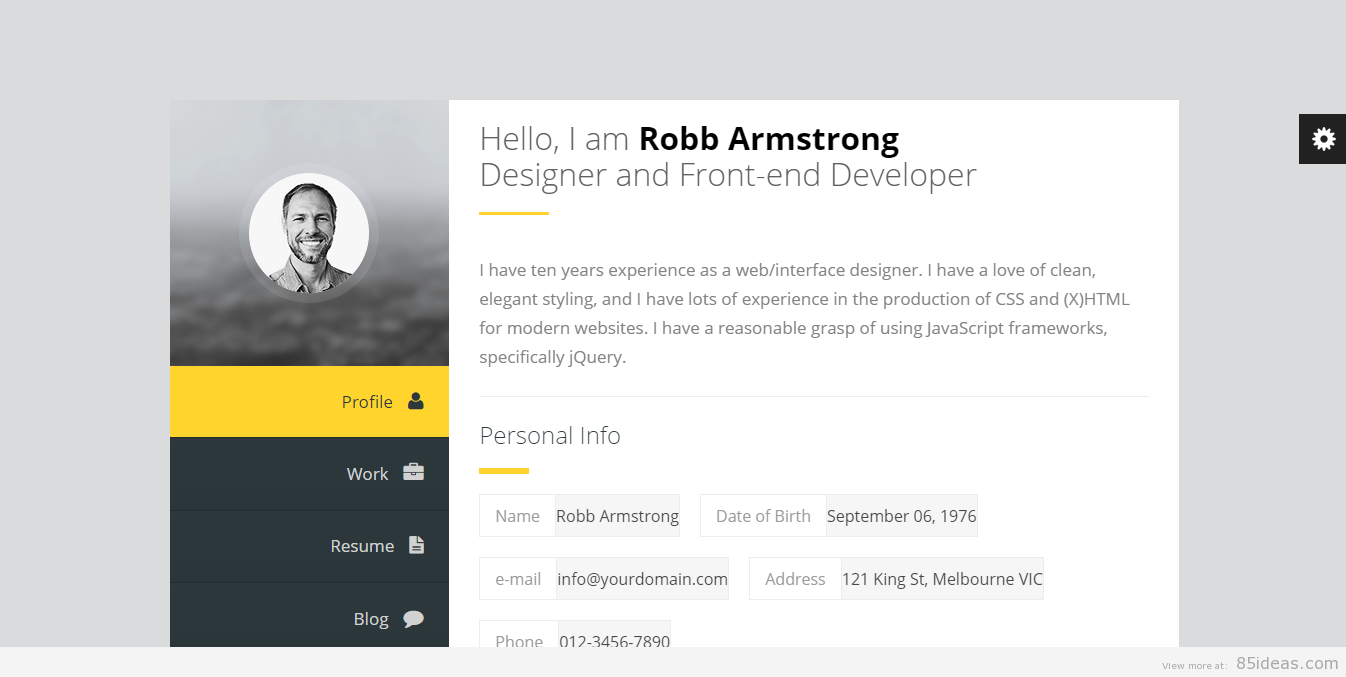 Hello, I am Robb Armstrong
Designer and Front-end Developer
I have ten years experience as a web/interface designer. I have a love of clean,
elegant styling, and I have lots of experience in the production of CSS and (X)HTML
for modern websites. I have a reasonable grasp of using JavaScript frameworks,
specifically jQuery.
Profile
Work
Resume
Blog
Personal Info
Name Robb Armstrong Date of Birth September 06, 1976
e-mail info@yourdomain.com Address 121 King St, Melbourne VIC
Phone 012-3456-7890
View more at: 85ideas.com